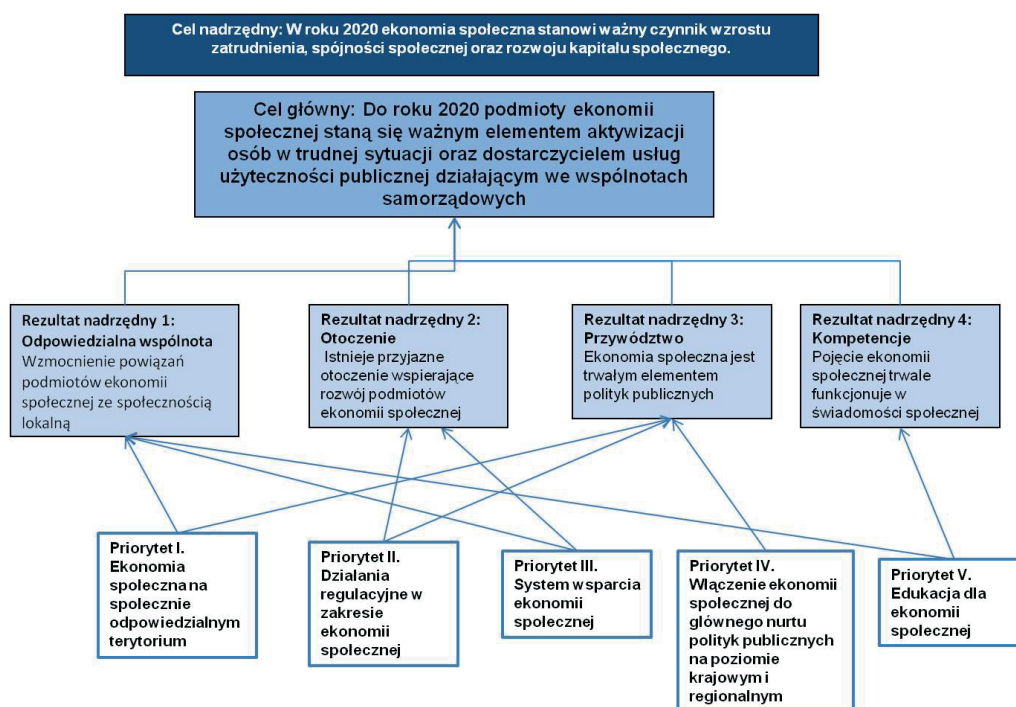 Cel nadrzędny: W roku 2020 ekonomia społeczna stanowi ważny czynnik wzrostu
zatrudnienia, spójności społecznej oraz rozwoju kapitału społecznego.
Cel główny: Do roku 2020 podmioty ekonomii
społecznej staną się ważnym elementem aktywizacji
osób w trudnej sytuacji oraz dostarczycielem usług
użyteczności publicznej działającym we wspólnotach
samorządowych
Rezultat nadrzędny 1:
Odpowiedzialna wspólnota
Wzmocnienie powiązań
podmiotów ekonomii
społecznej ze społecznością
lokalną
Rezultat nadrzędny 2:
Otoczenie
Istnieje przyjazne
otoczenie wspierające
rozwój podmiotów
ekonomii społecznej
Rezultat nadrzędny 3:
Przywództwo
Ekonomia społeczna jest
trwałym elementem
polityk publicznych
Rezultat nadrzędny 4:
Kompetencje
Pojęcie ekonomii
społecznej trwale
funkcjonuje w
świadomości społecznej
Priorytet I.
Ekonomia
społeczna na
społecznie
odpowiedzialnym
terytorium
Priorytet II.
Działania
regulacyjne w
zakresie
ekonomii
społecznej
Priorytet III.
System wsparcia
ekonomii
społecznej
Priorytet IV.
Włączenie ekonomii
społecznej do
głównego nurtu
polityk publicznych
na poziomie
krajowym i
regionalnym
Priorytet V.
Edukacja dla
ekonomii
społecznej